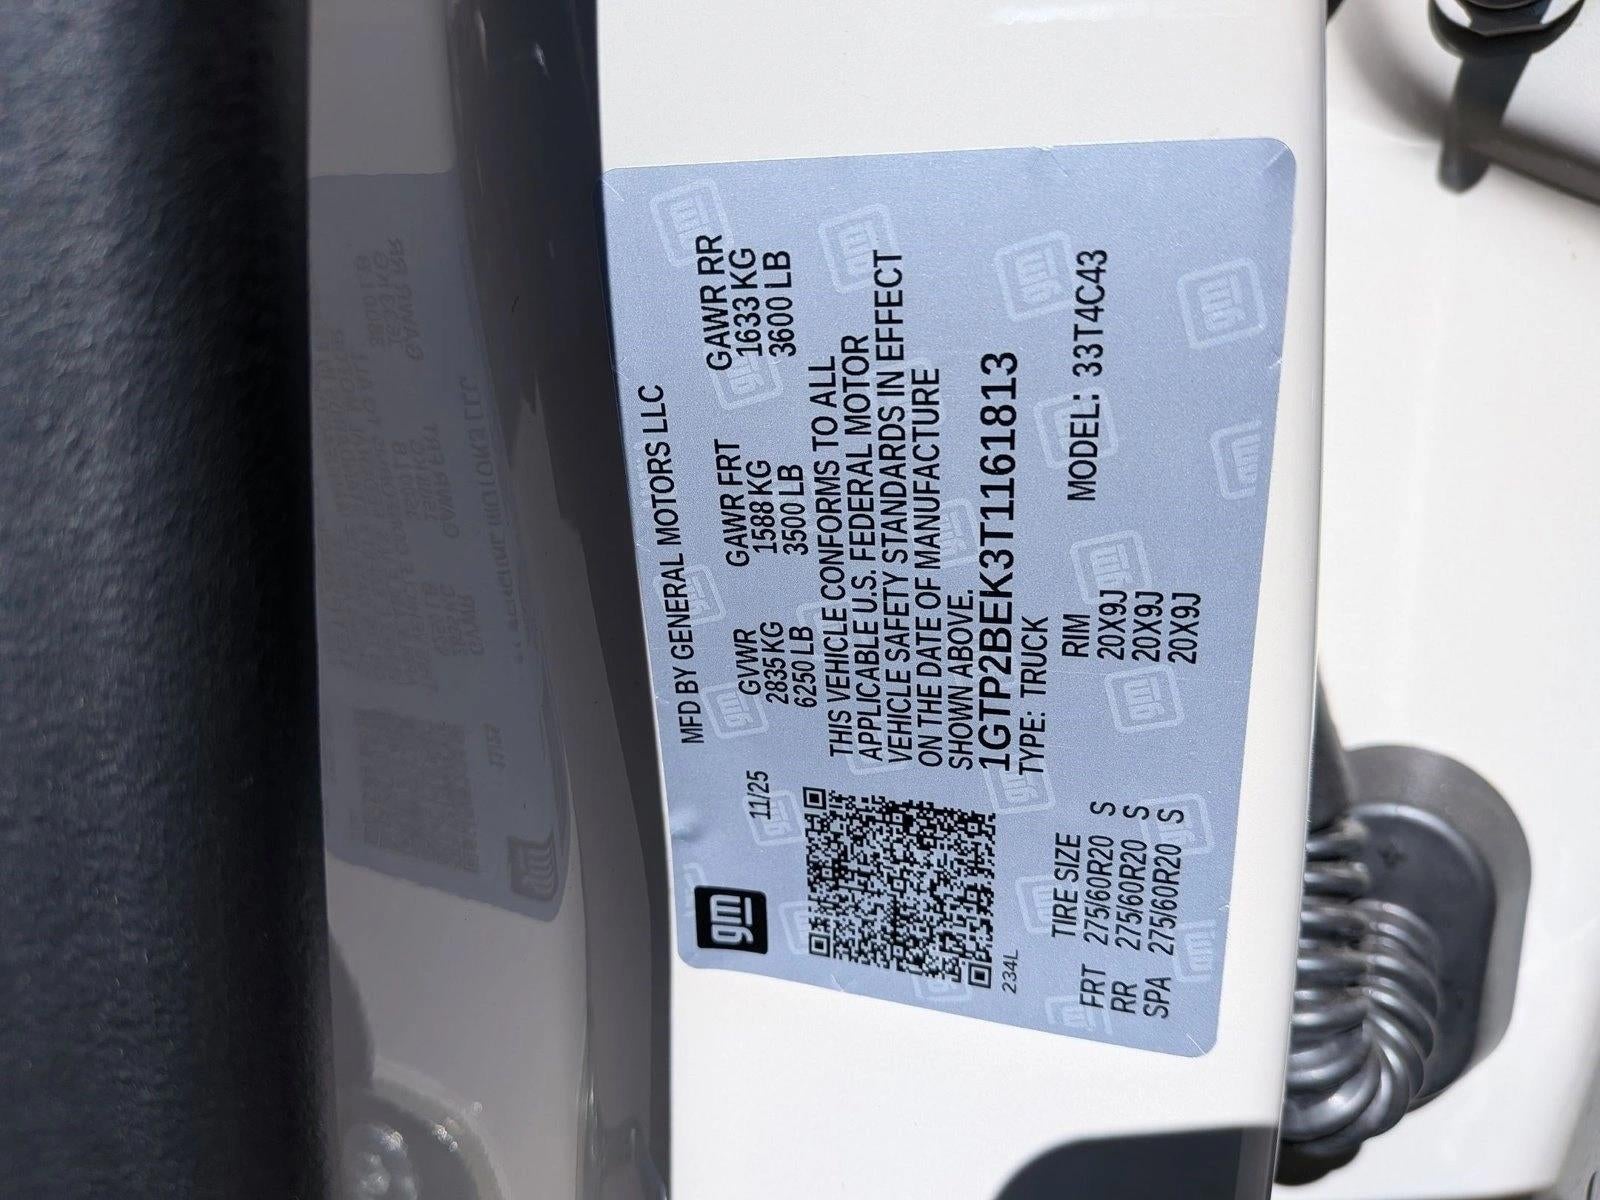 gm
MFD BY GENERAL MOTORS LLC
11/25
GVWR GAWR FRT GAWR RR
2835 KG 1588 KG 1633 KG
6250 LB 3500 LB 3600 LB
THIS VEHICLE CONFORMS TO ALL
APPLICABLE U.S. FEDERAL MOTOR
VEHICLE SAFETY STANDARDS IN EFFECT
ON THE DATE OF MANUFACTURE
SHOWN ABOVE.
1GTP2BEK3T1161813
TYPE: TRUCK
234L
MODEL: 33T4C43
TIRE SIZE RIM
FRT 275/60R20 S 20X9J
RR 275/60R20 S 20X9J
SPA 275/60R20 S 20X9J